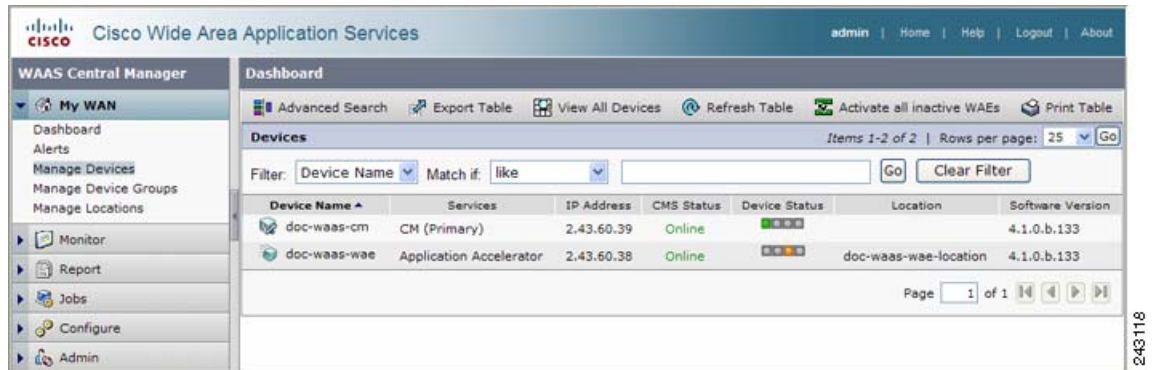 CISCO Cisco Wide Area Application Services admin | Home | Help | Logout | About
WAAS Central Manager
My WAN
Dashboard
Alerts
Manage Devices
Manage Device Groups
Manage Locations
Monitor
Report
Jobs
Configure
Admin
Dashboard
Advanced Search Export Table View All Devices Refresh Table Activate all inactive WAEs Print Table
Devices Items 1-2 of 2 | Rows per page: 25 Go
Filter: Device Name Match if: like Go Clear Filter
Device Name Services IP Address CMS Status Device Status Location Software Version
doc-waas-cm CM (Primary) 2.43.60.39 Online 4.1.0.b.133
doc-waas-wae Application Accelerator 2.43.60.38 Online doc-waas-wae-location 4.1.0.b.133
Page 1 of 1
243118